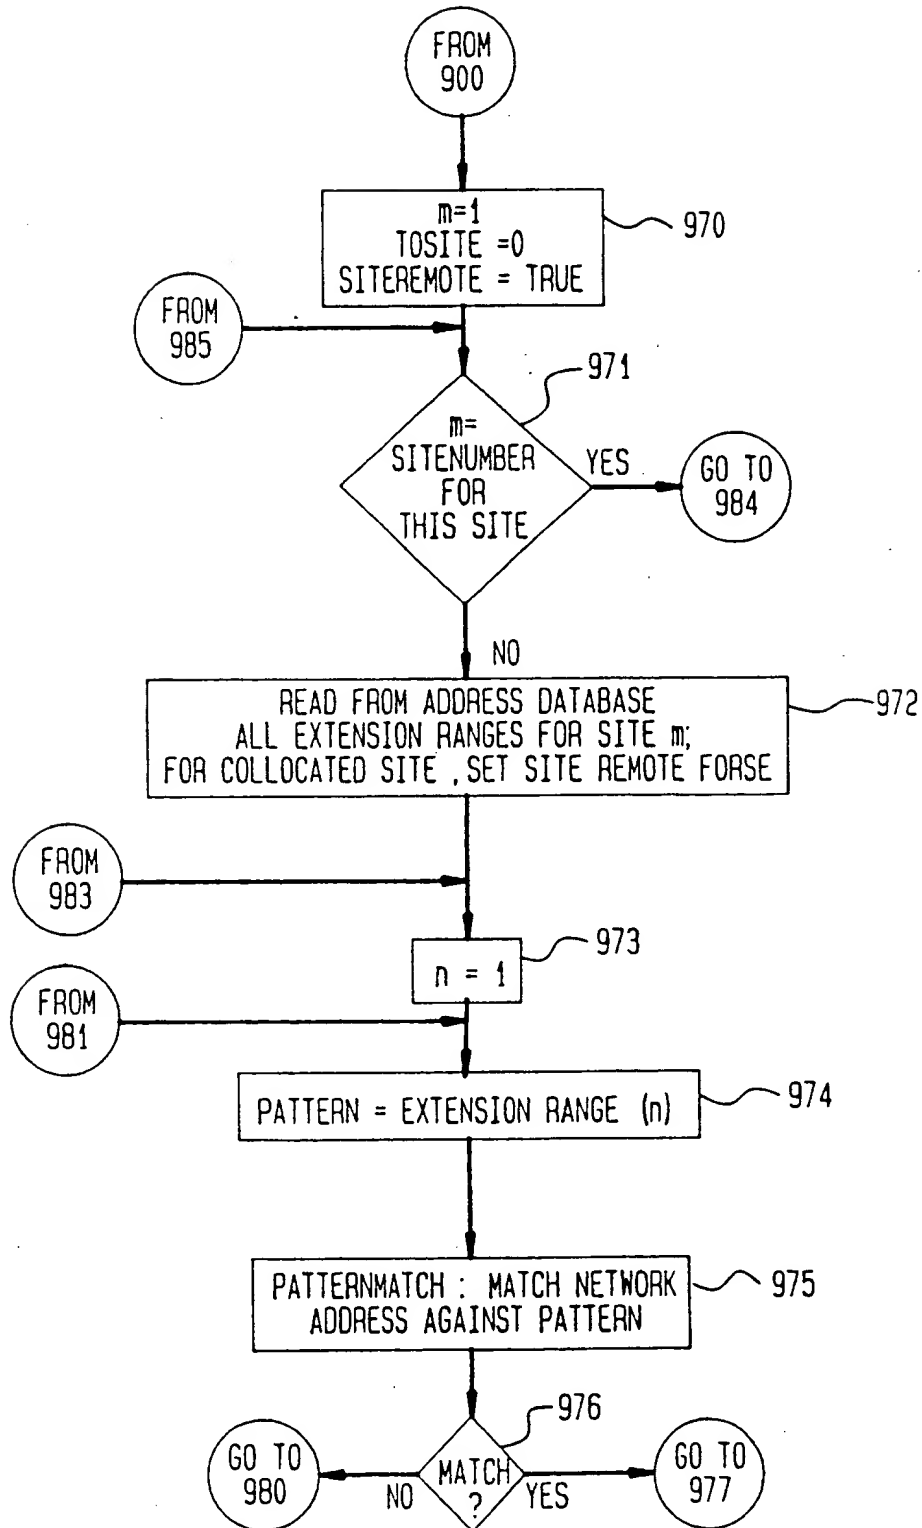 FROM
900
m=1
TOSITE =0
SITEREMOTE = TRUE
970
FROM
985
971
m=
SITENUMBER
FOR
THIS SITE
YES
GO TO
984
NO
READ FROM ADDRESS DATABASE
ALL EXTENSION RANGES FOR SITE m;
FOR COLLOCATED SITE , SET SITE REMOTE FORSE
972
FROM
983
973
n = 1
FROM
981
PATTERN = EXTENSION RANGE (n)
974
PATTERNMATCH : MATCH NETWORK
ADDRESS AGAINST PATTERN
975
976
GO TO
980
NO
MATCH
?
YES
GO TO
977